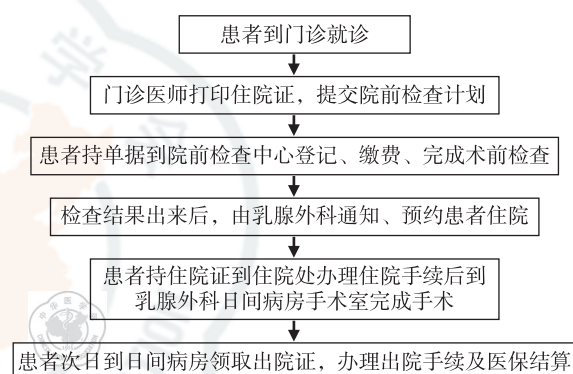 患者到门诊就诊
门诊医师打印住院证，提交院前检查计划
患者持单据到院前检查中心登记、缴费、完成术前检查
检查结果出来后，由乳腺外科通知、预约患者住院
患者持住院证到住院处办理住院手续后到
乳腺外科日间病房手术室完成手术
患者次日到日间病房领取出院证，办理出院手续及医保结算